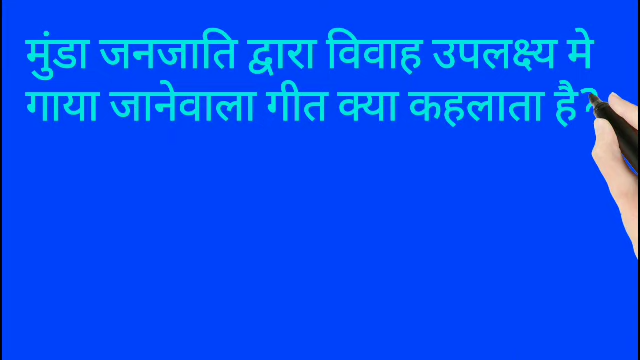 मुंडा जनजाति द्वारा विवाह उपलक्ष्य मे
गाया जानेवाला गीत क्या कहलाता है?